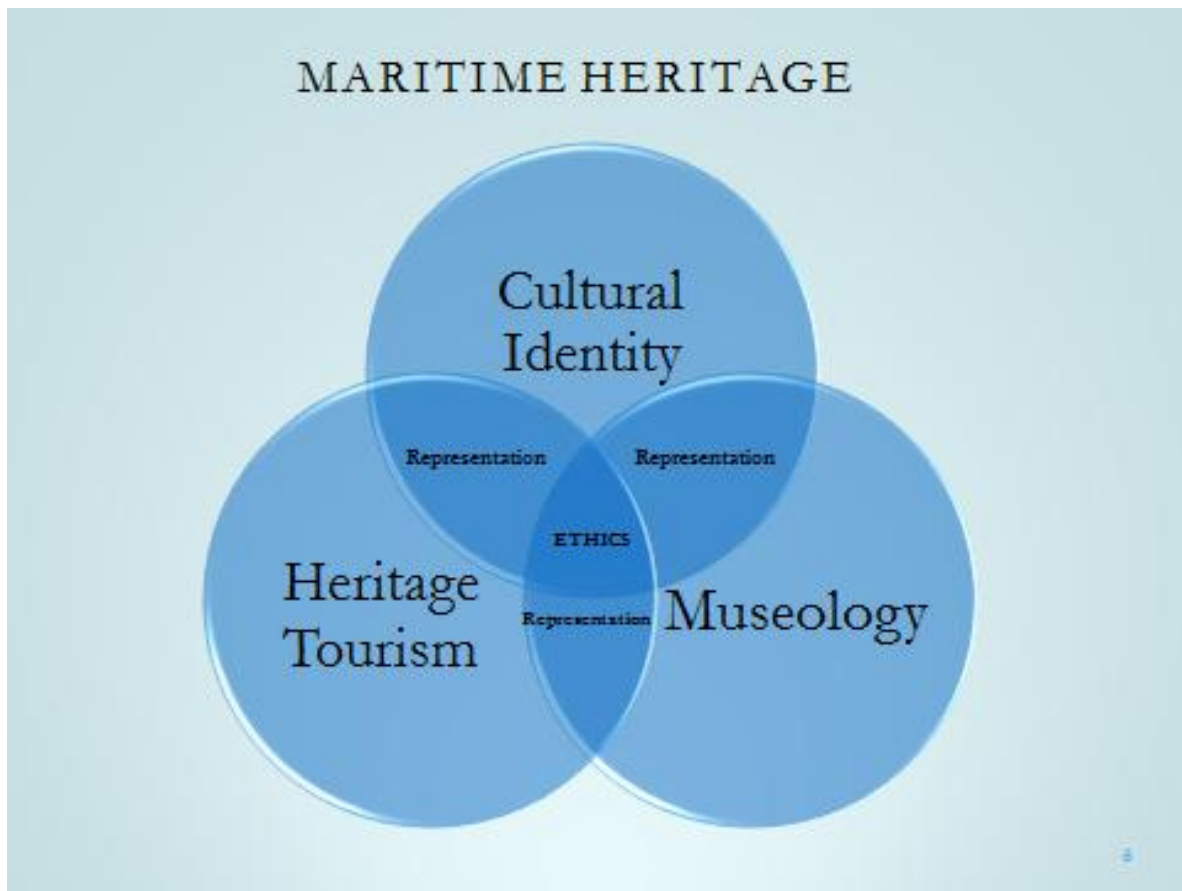 MARITIME HERITAGE
Cultural
Identity
Representation
Representation
ETHICS
Heritage
Tourism
Representation
Museology